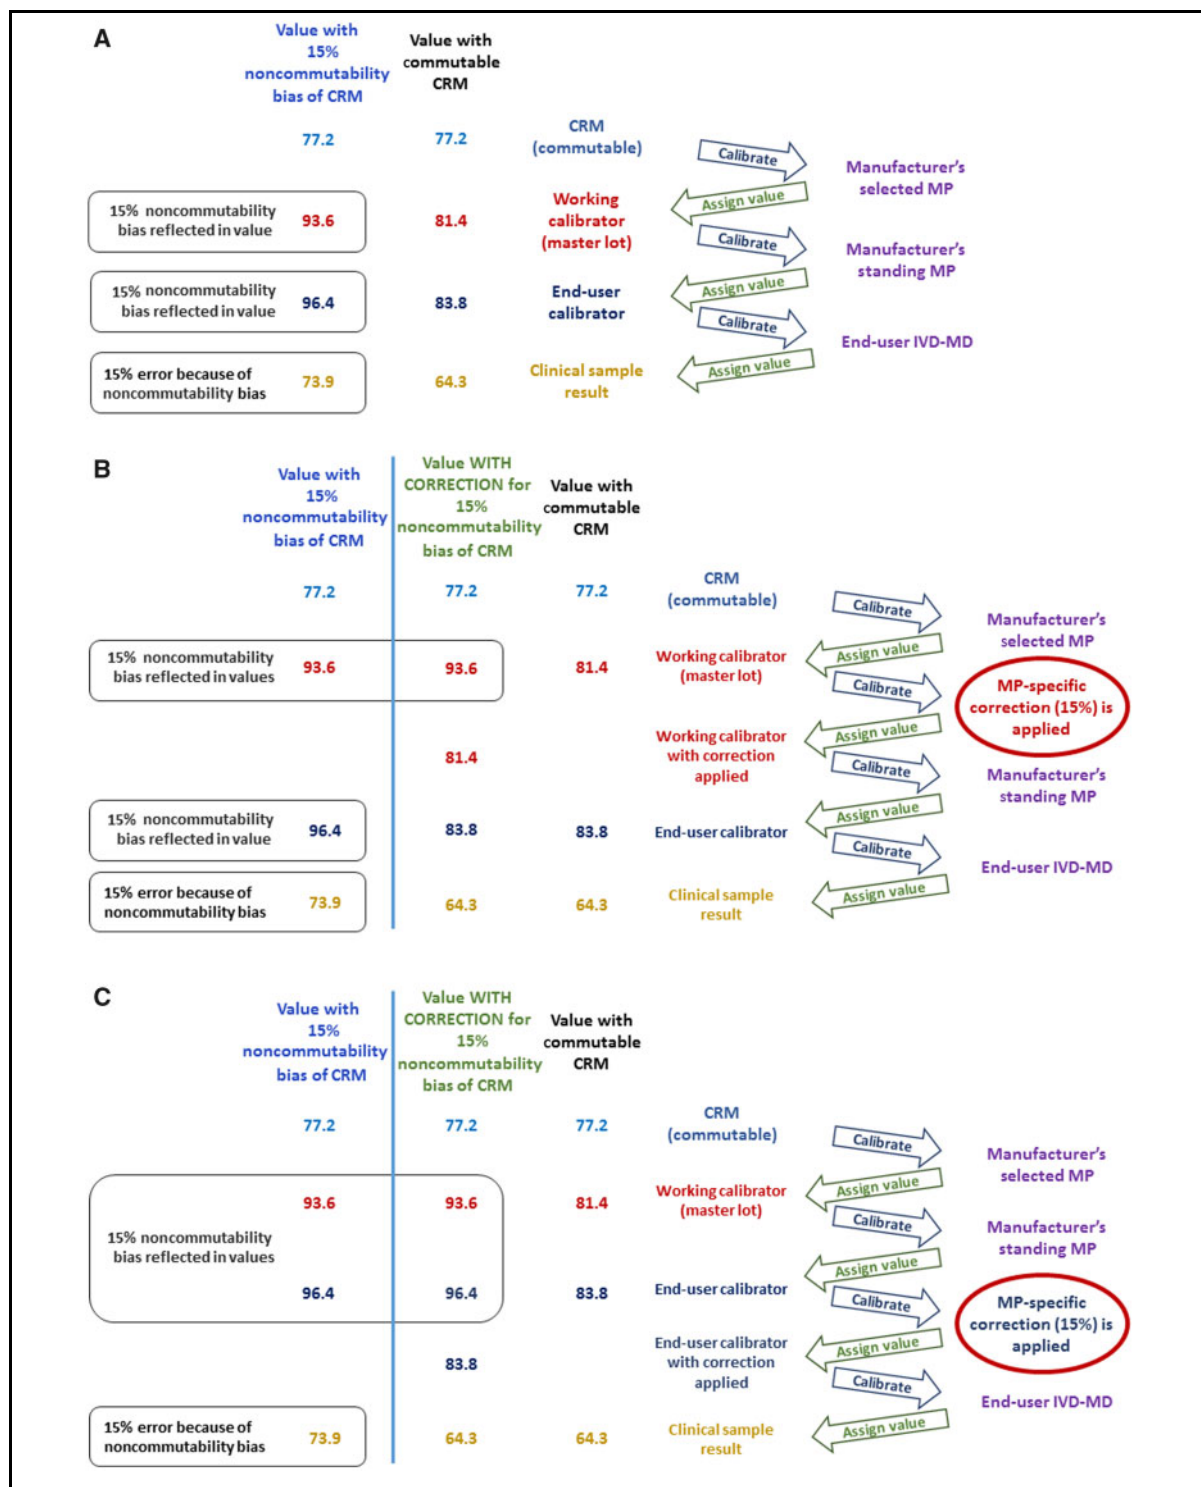 A
Value with
15%
noncommutability
bias of CRM
Value with
commutable
CRM
77.2
77.2
CRM
(commutable)
Calibrate
Manufacturer's
selected MP
15% noncommutability
bias reflected in value
93.6
81.4
Working
calibrator
(master lot)
Assign value
Calibrate
Manufacturer's
standing MP
15% noncommutability
bias reflected in value
96.4
83.8
End-user
calibrator
Assign value
Calibrate
End-user IVD-MD
15% error because of
noncommutability bias
73.9
64.3
Clinical sample
result
Assign value
B
Value with
15%
noncommutability
bias of CRM
Value WITH
CORRECTION for
15%
noncommutability
bias of CRM
Value with
commutable
CRM
77.2
77.2
77.2
CRM
(commutable)
Calibrate
Manufacturer's
selected MP
15% noncommutability
bias reflected in values
93.6
93.6
81.4
Working calibrator
(master lot)
Assign value
Calibrate
MP-specific
correction (15%) is
applied
81.4
Working calibrator
with correction
applied
Assign value
Calibrate
Manufacturer's
standing MP
15% noncommutability
bias reflected in value
96.4
83.8
83.8
End-user calibrator
Assign value
Calibrate
End-user IVD-MD
15% error because of
noncommutability bias
73.9
64.3
64.3
Clinical sample
result
Assign value
C
Value with
15%
noncommutability
bias of CRM
Value WITH
CORRECTION for
15%
noncommutability
bias of CRM
Value with
commutable
CRM
77.2
77.2
77.2
CRM
(commutable)
Calibrate
Manufacturer's
selected MP
15% noncommutability
bias reflected in values
93.6
93.6
81.4
Working calibrator
(master lot)
Assign value
Calibrate
Manufacturer's
standing MP
96.4
96.4
83.8
End-user calibrator
Assign value
Calibrate
MP-specific
correction (15%) is
applied
83.8
End-user calibrator
with correction
applied
Assign value
Calibrate
End-user IVD-MD
15% error because of
noncommutability bias
73.9
64.3
64.3
Clinical sample
result
Assign value